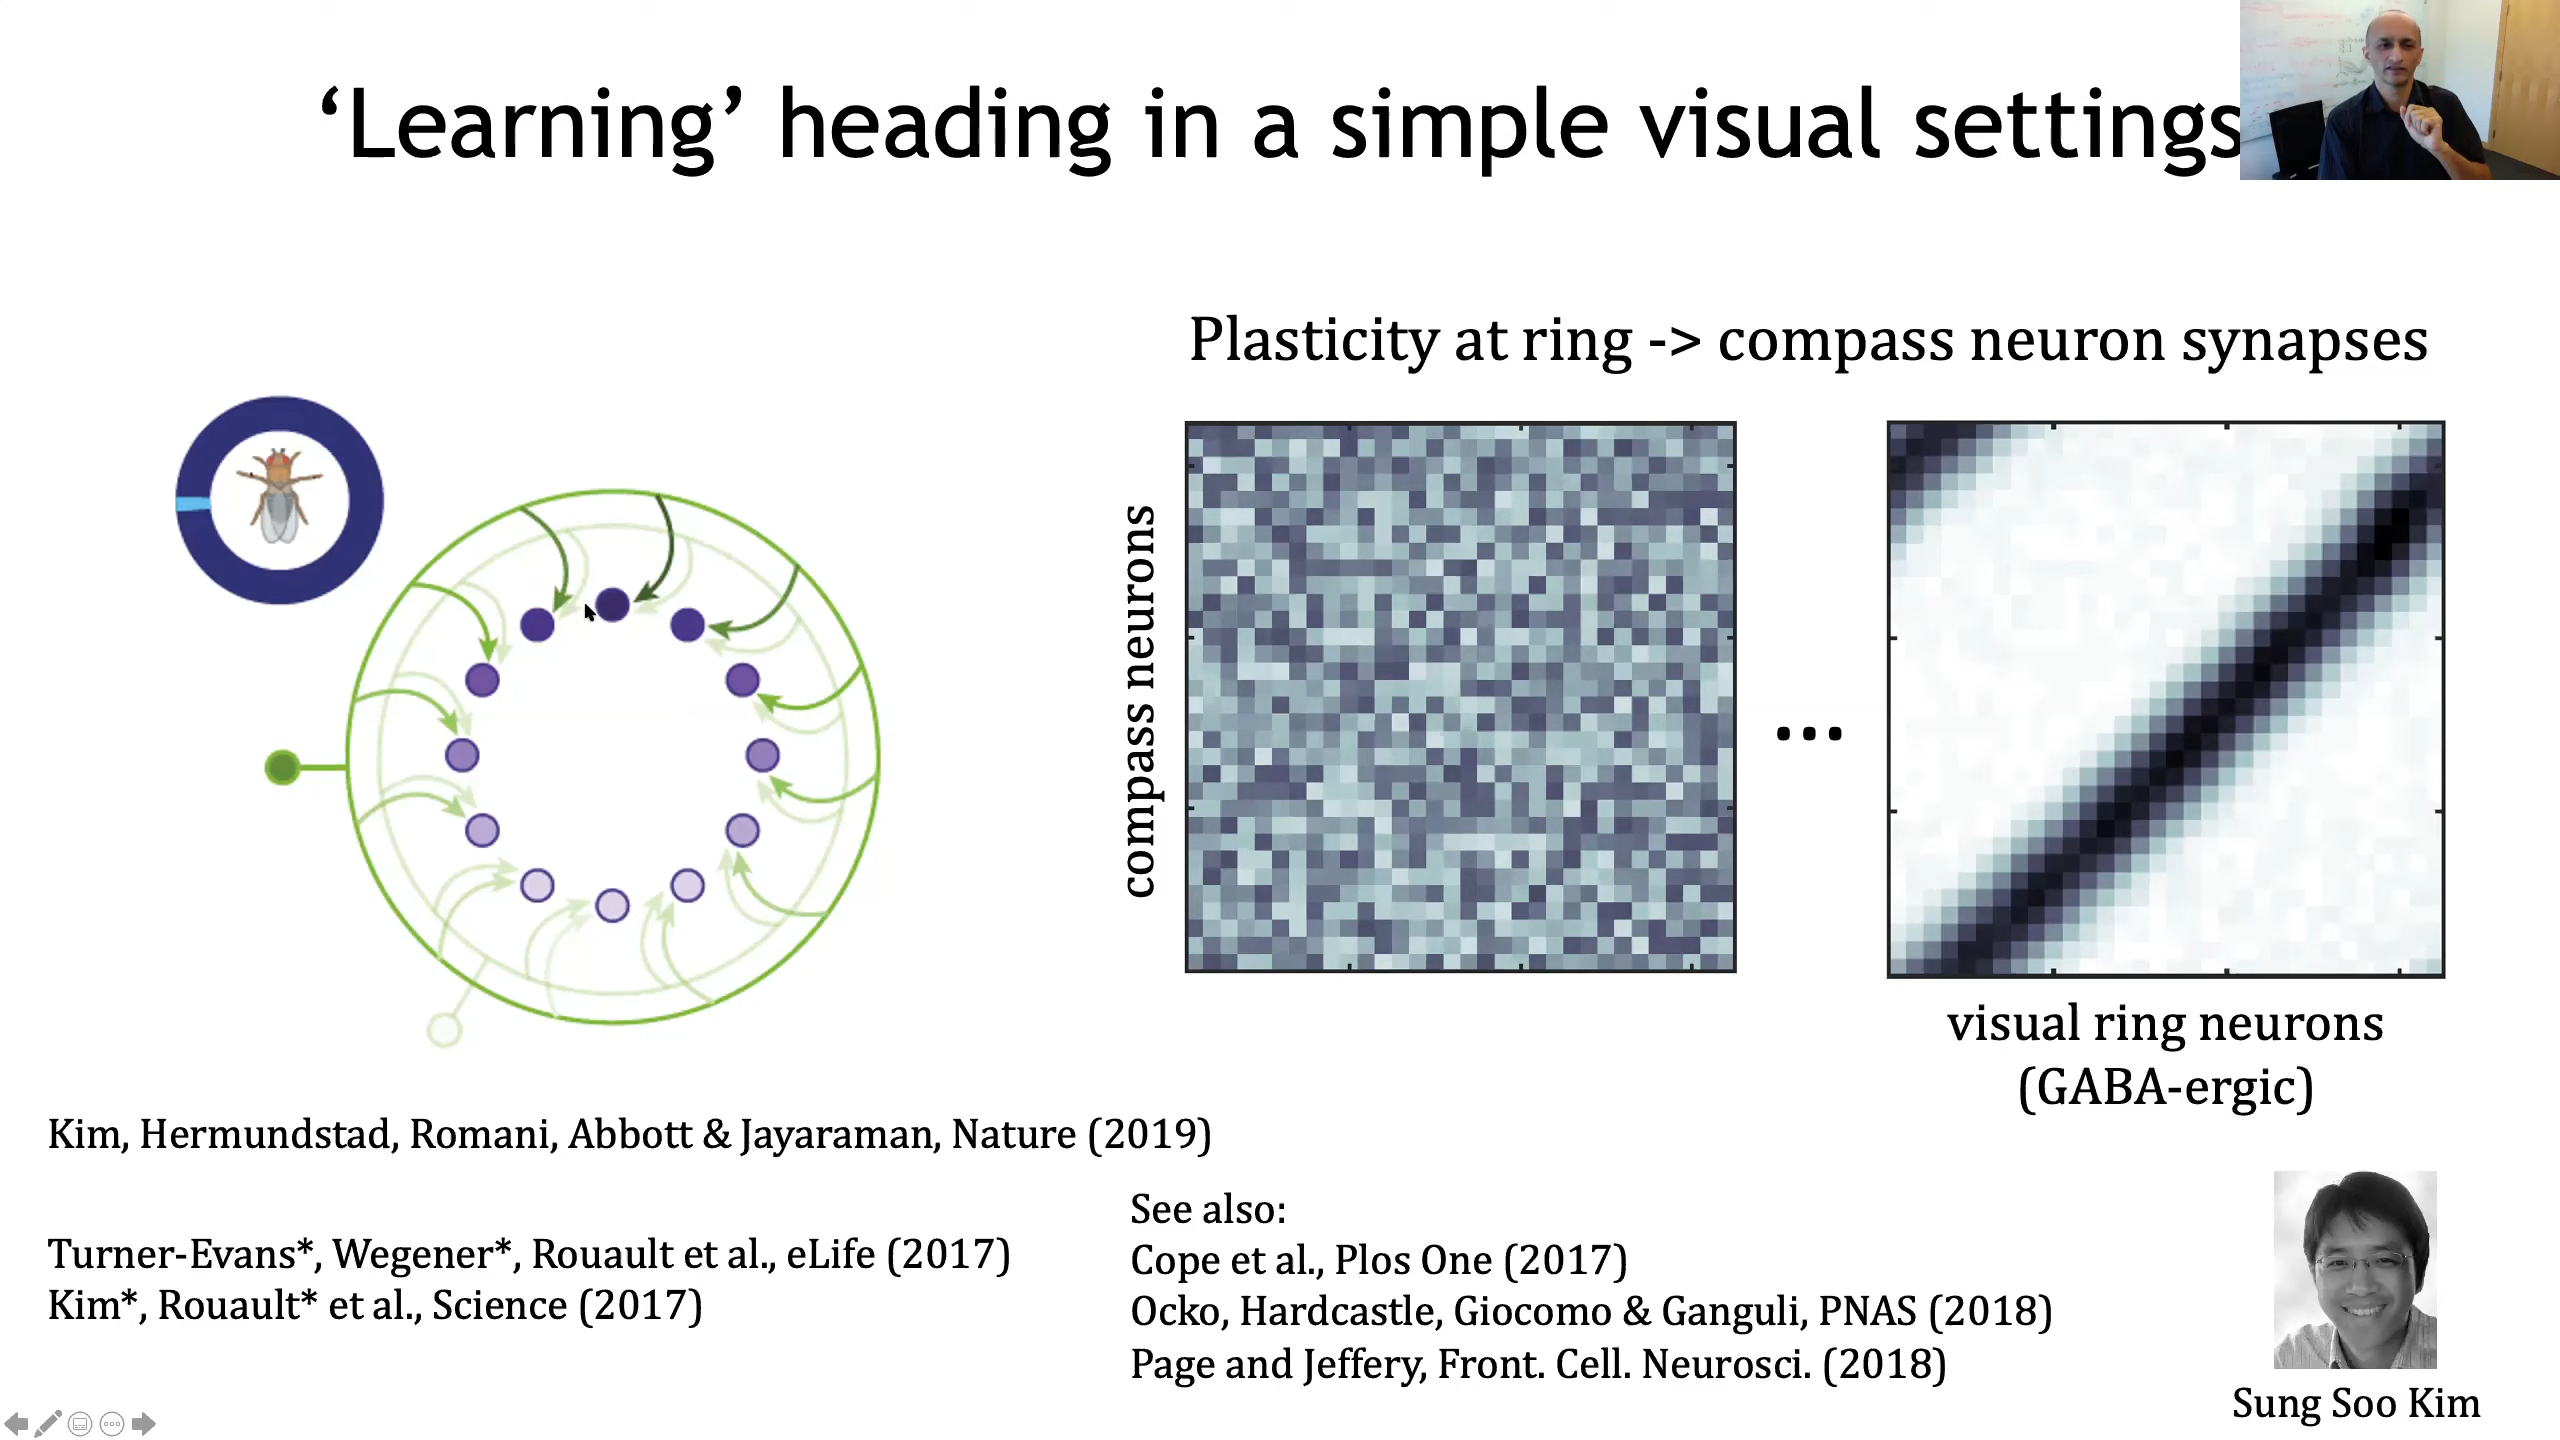 ‘Learning’ heading in a simple visual settings
Plasticity at ring -> compass neuron synapses
compass neurons
...
visual ring neurons
(GABA-ergic)
Kim, Hermundstad, Romani, Abbott & Jayaraman, Nature (2019)
Turner-Evans*, Wegener*, Rouault et al., eLife (2017)
Kim*, Rouault* et al., Science (2017)
See also:
Cope et al., Plos One (2017)
Ocko, Hardcastle, Giocomo & Ganguli, PNAS (2018)
Page and Jeffery, Front. Cell. Neurosci. (2018)
Sung Soo Kim